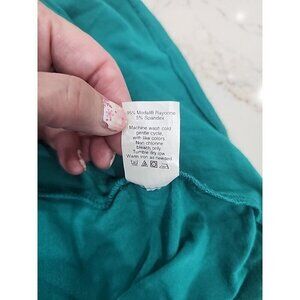 95% Modal® Rayonne
5% Spandex
Machine wash cold
gentle cycle,
with like colors.
Non chlorine
bleach only.
Tumble dry low.
Warm iron as needed.